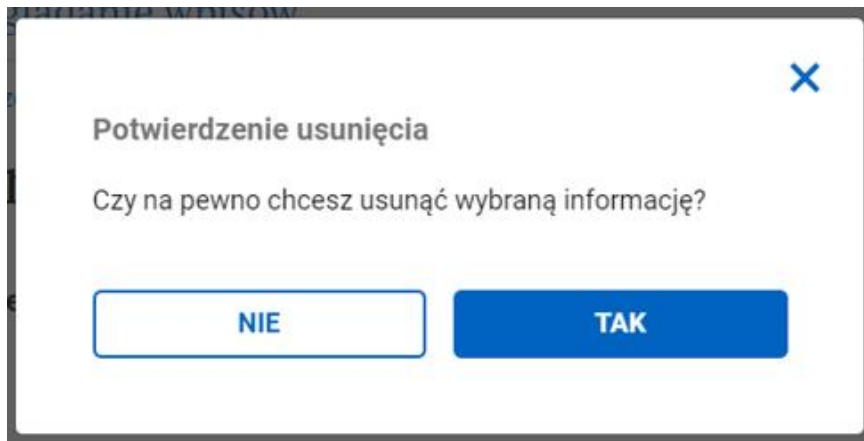 Potwierdzenie usunięcia
Czy na pewno chcesz usunąć wybraną informację?
NIE
TAK